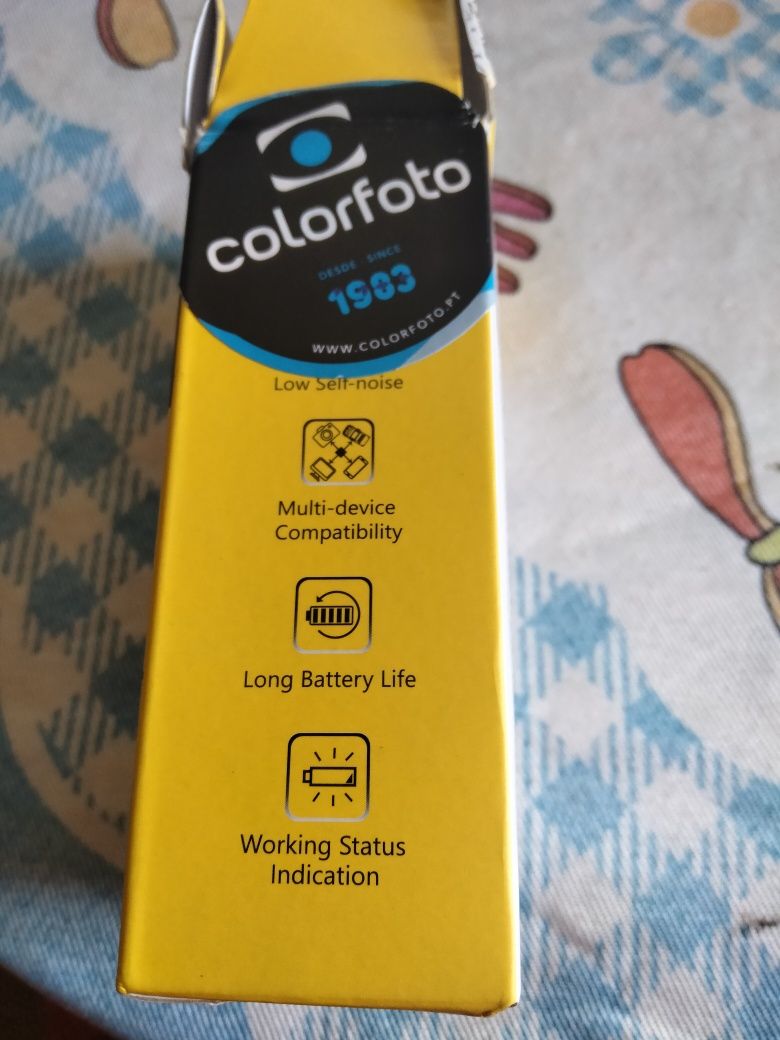 colorfoto
DESDE SINCE
1983
WWW.COLORFOTO.PT
Low Self-noise
Multi-device
Compatibility
Long Battery Life
Working Status
Indication